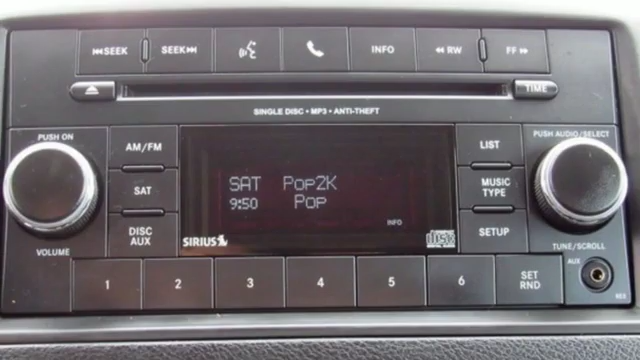 SEEK SEEK INFO RW FF
TIME
SINGLE DISC • MP3 • ANTI-THEFT
PUSH ON
VOLUME
AM/FM
SAT
DISC AUX
SAT Pop2K
9:50 Pop
INFO
SIRIUS
disc
LIST
MUSIC TYPE
SETUP
PUSH AUDIO/SELECT
TUNE/SCROLL
AUX
1 2 3 4 5 6 SET RND
RES